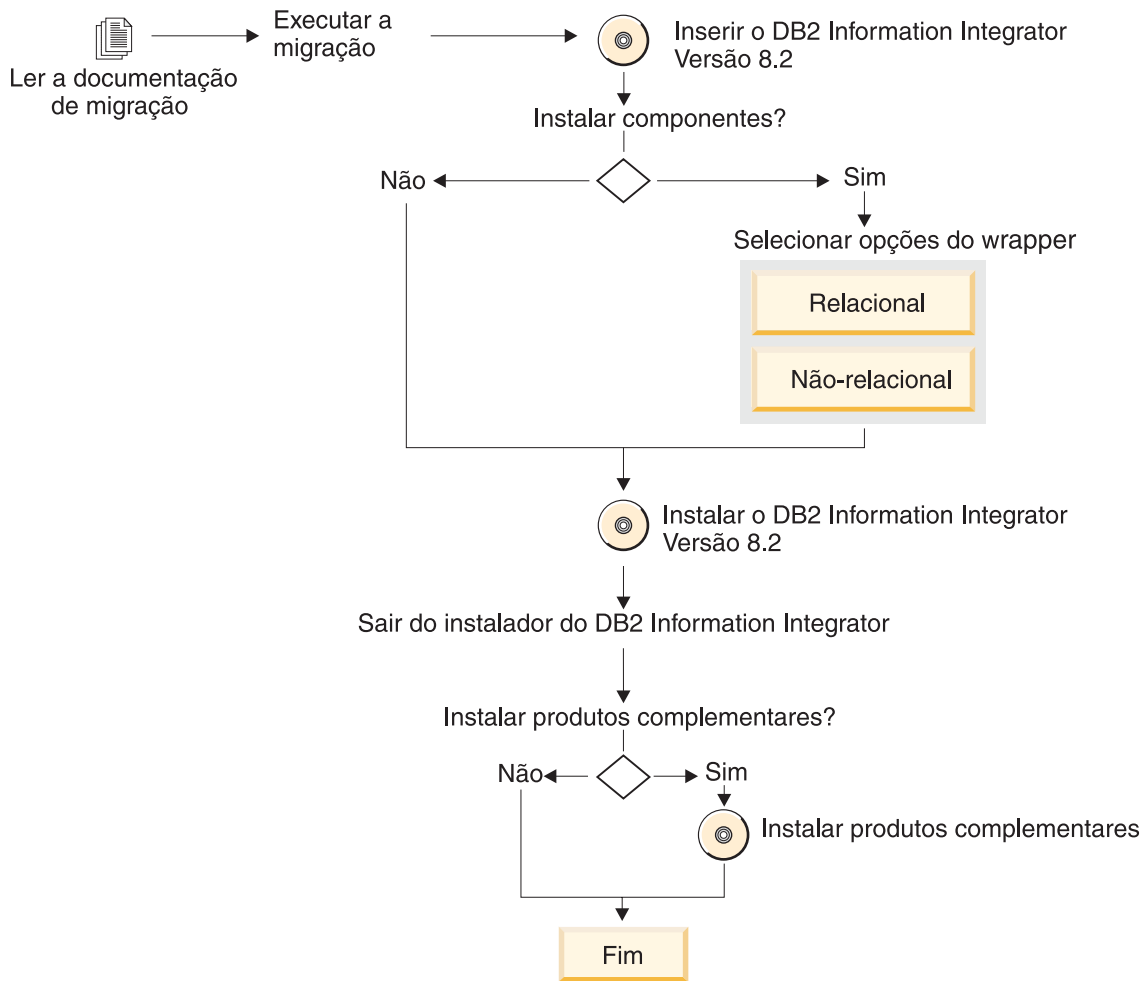 Ler a documentação
de migração
Executar a
migração
Inserir o DB2 Information Integrator
Versão 8.2
Instalar componentes?
Não
Sim
Selecionar opções do wrapper
Relacional
Não-relacional
Instalar o DB2 Information Integrator
Versão 8.2
Sair do instalador do DB2 Information Integrator
Instalar produtos complementares?
Não
Sim
Instalar produtos complementares
Fim